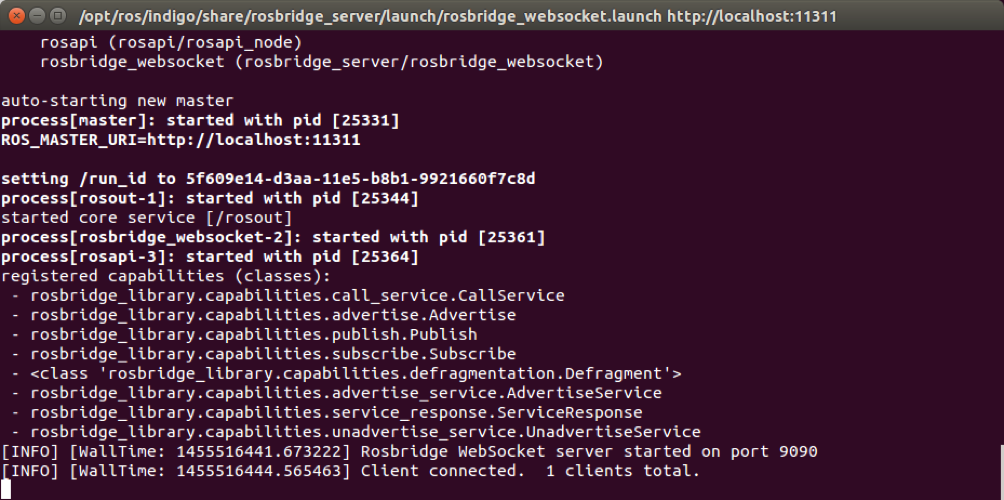 /opt/ros/indigo/share/rosbridge_server/launch/rosbridge_websocket.launch http://localhost:11311
rosapi (rosapi/rosapi_node)
rosbridge_websocket (rosbridge_server/rosbridge_websocket)
auto-starting new master
process[master]: started with pid [25331]
ROS_MASTER_URI=http://localhost:11311
setting /run_id to 5f609e14-d3aa-11e5-b8b1-9921660f7c8d
process[rosout-1]: started with pid [25344]
started core service [/rosout]
process[rosbridge_websocket-2]: started with pid [25361]
process[rosapi-3]: started with pid [25364]
registered capabilities (classes):
- rosbridge_library.capabilities.call_service.CallService
- rosbridge_library.capabilities.advertise.Advertise
- rosbridge_library.capabilities.publish.Publish
- rosbridge_library.capabilities.subscribe.Subscribe
- <class 'rosbridge_library.capabilities.defragmentation.Defragment'>
- rosbridge_library.capabilities.advertise_service.AdvertiseService
- rosbridge_library.capabilities.service_response.ServiceResponse
- rosbridge_library.capabilities.unadvertise_service.UnadvertiseService
[INFO] [WallTime: 1455516441.673222] Rosbridge WebSocket server started on port 9090
[INFO] [WallTime: 1455516444.565463] Client connected.  1 clients total.